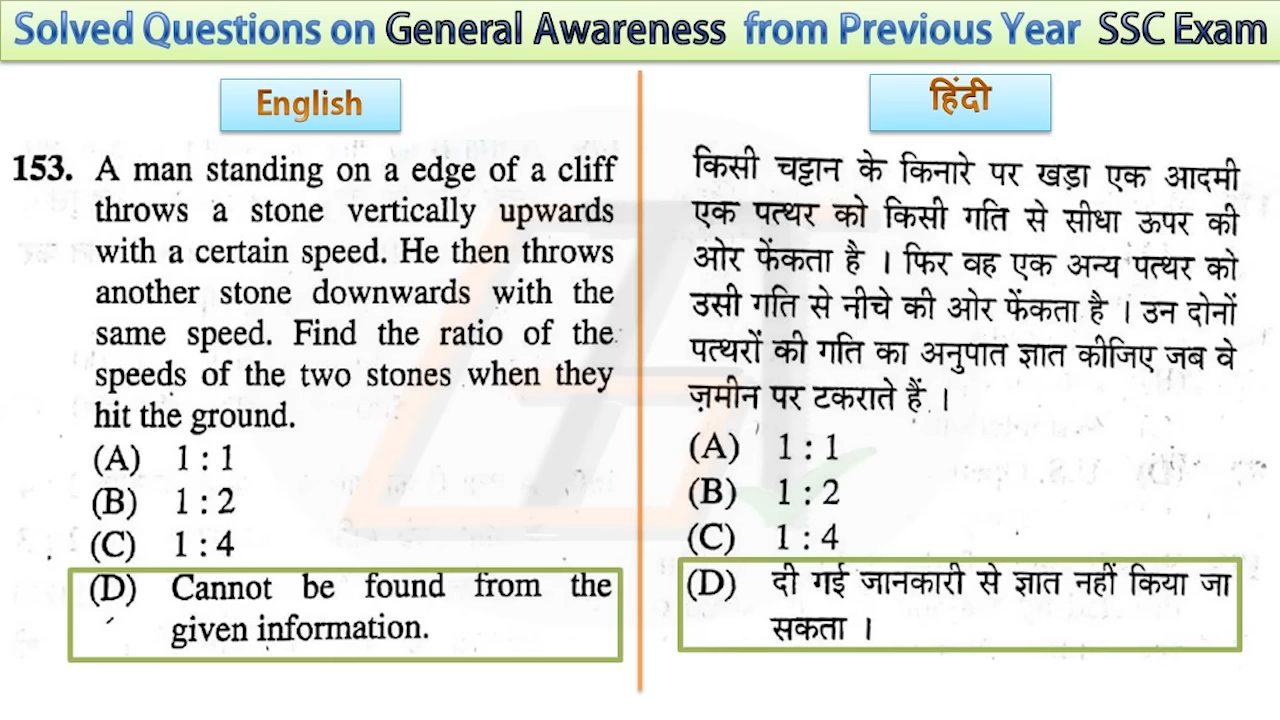 Solved Questions on General Awareness from Previous Year SSC Exam
English
153. A man standing on a edge of a cliff
throws a stone vertically upwards
with a certain speed. He then throws
another stone downwards with the
same speed. Find the ratio of the
speeds of the two stones when they
hit the ground.
(A) 1 : 1
(B) 1 : 2
(C) 1 : 4
(D) Cannot be found from the
given information.
हिंदी
किसी चट्टान के किनारे पर खड़ा एक आदमी
एक पत्थर को किसी गति से सीधा ऊपर की
ओर फेंकता है । फिर वह एक अन्य पत्थर को
उसी गति से नीचे की ओर फेंकता है । उन दोनों
पत्थरों की गति का अनुपात ज्ञात कीजिए जब वे
ज़मीन पर टकराते हैं ।
(A) 1 : 1
(B) 1 : 2
(C) 1 : 4
(D) दी गई जानकारी से ज्ञात नहीं किया जा
सकता ।